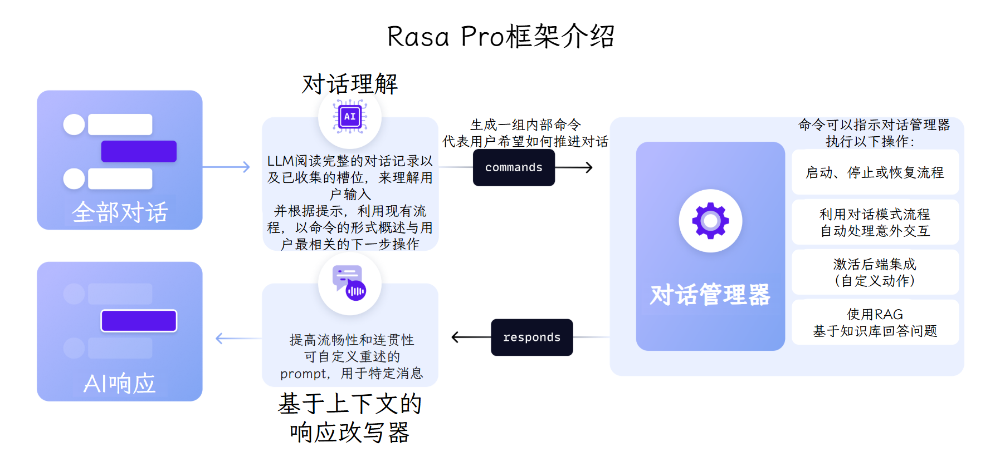 Rasa Pro框架介绍
对话理解
AI
LLM阅读完整的对话记录以
及已收集的槽位，来理解用
户输入
并根据提示，利用现有流
程，以命令的形式概述与用
户最相关的下一步操作
全部对话
生成一组内部命令
代表用户希望如何推进对话
commands
命令可以指示对话管理器
执行以下操作：
启动、停止或恢复流程
利用对话模式流程
自动处理意外交互
激活后端集成
（自定义动作）
使用RAG
基于知识库回答问题
对话管理器
responds
提高流畅性和连贯性
可自定义重述的
prompt，用于特定消息
基于上下文的
响应改写器
AI响应